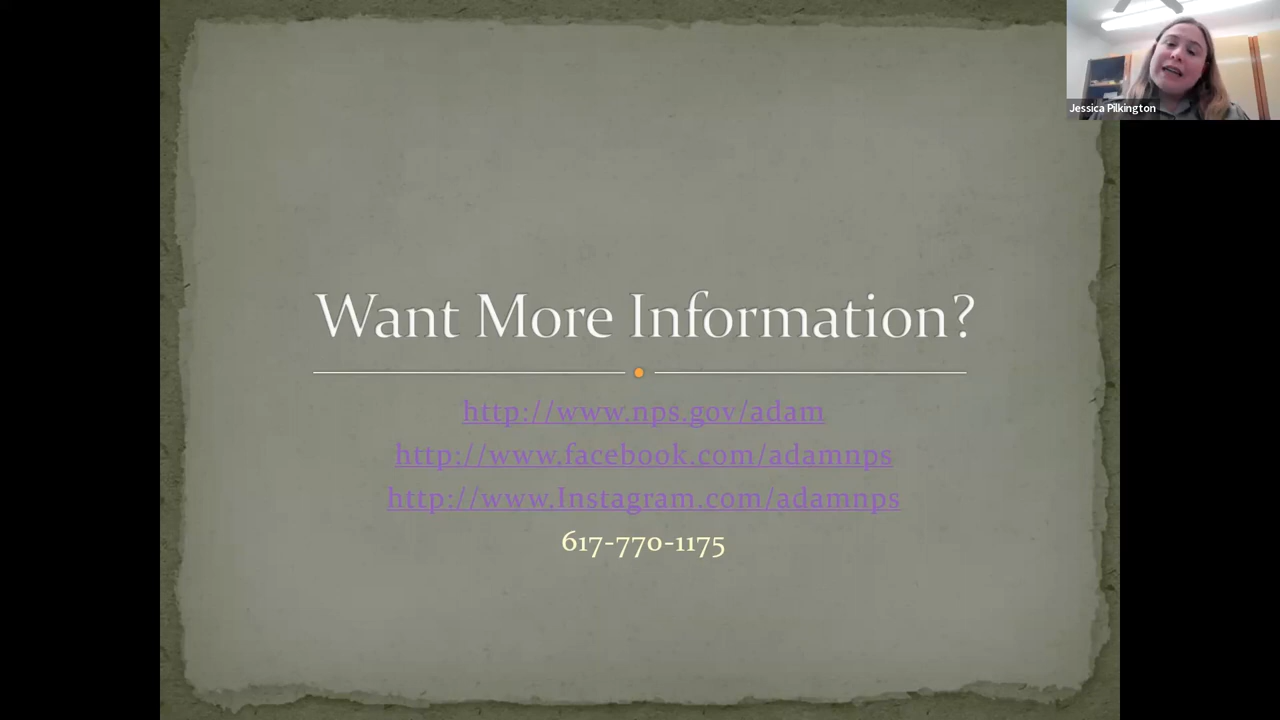 Jessica Pilkington
Want More Information?
http://www.nps.gov/adam
http://www.facebook.com/adamnps
http://www.Instagram.com/adamnps
617-770-1175